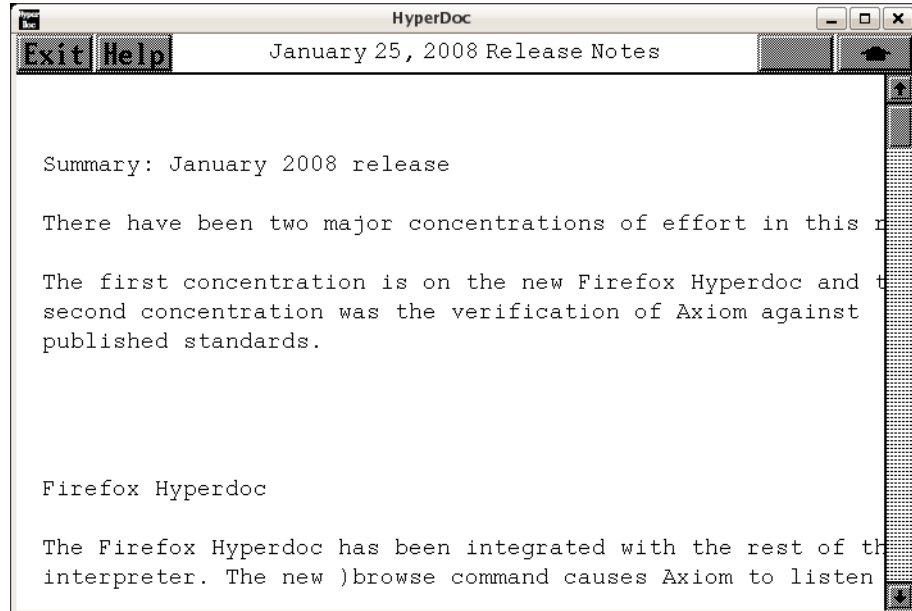 Hyper Doc
HyperDoc
Exit Help January 25, 2008 Release Notes
Summary: January 2008 release
There have been two major concentrations of effort in this
The first concentration is on the new Firefox Hyperdoc and
second concentration was the verification of Axiom against
published standards.
Firefox Hyperdoc
The Firefox Hyperdoc has been integrated with the rest of
interpreter. The new )browse command causes Axiom to listen